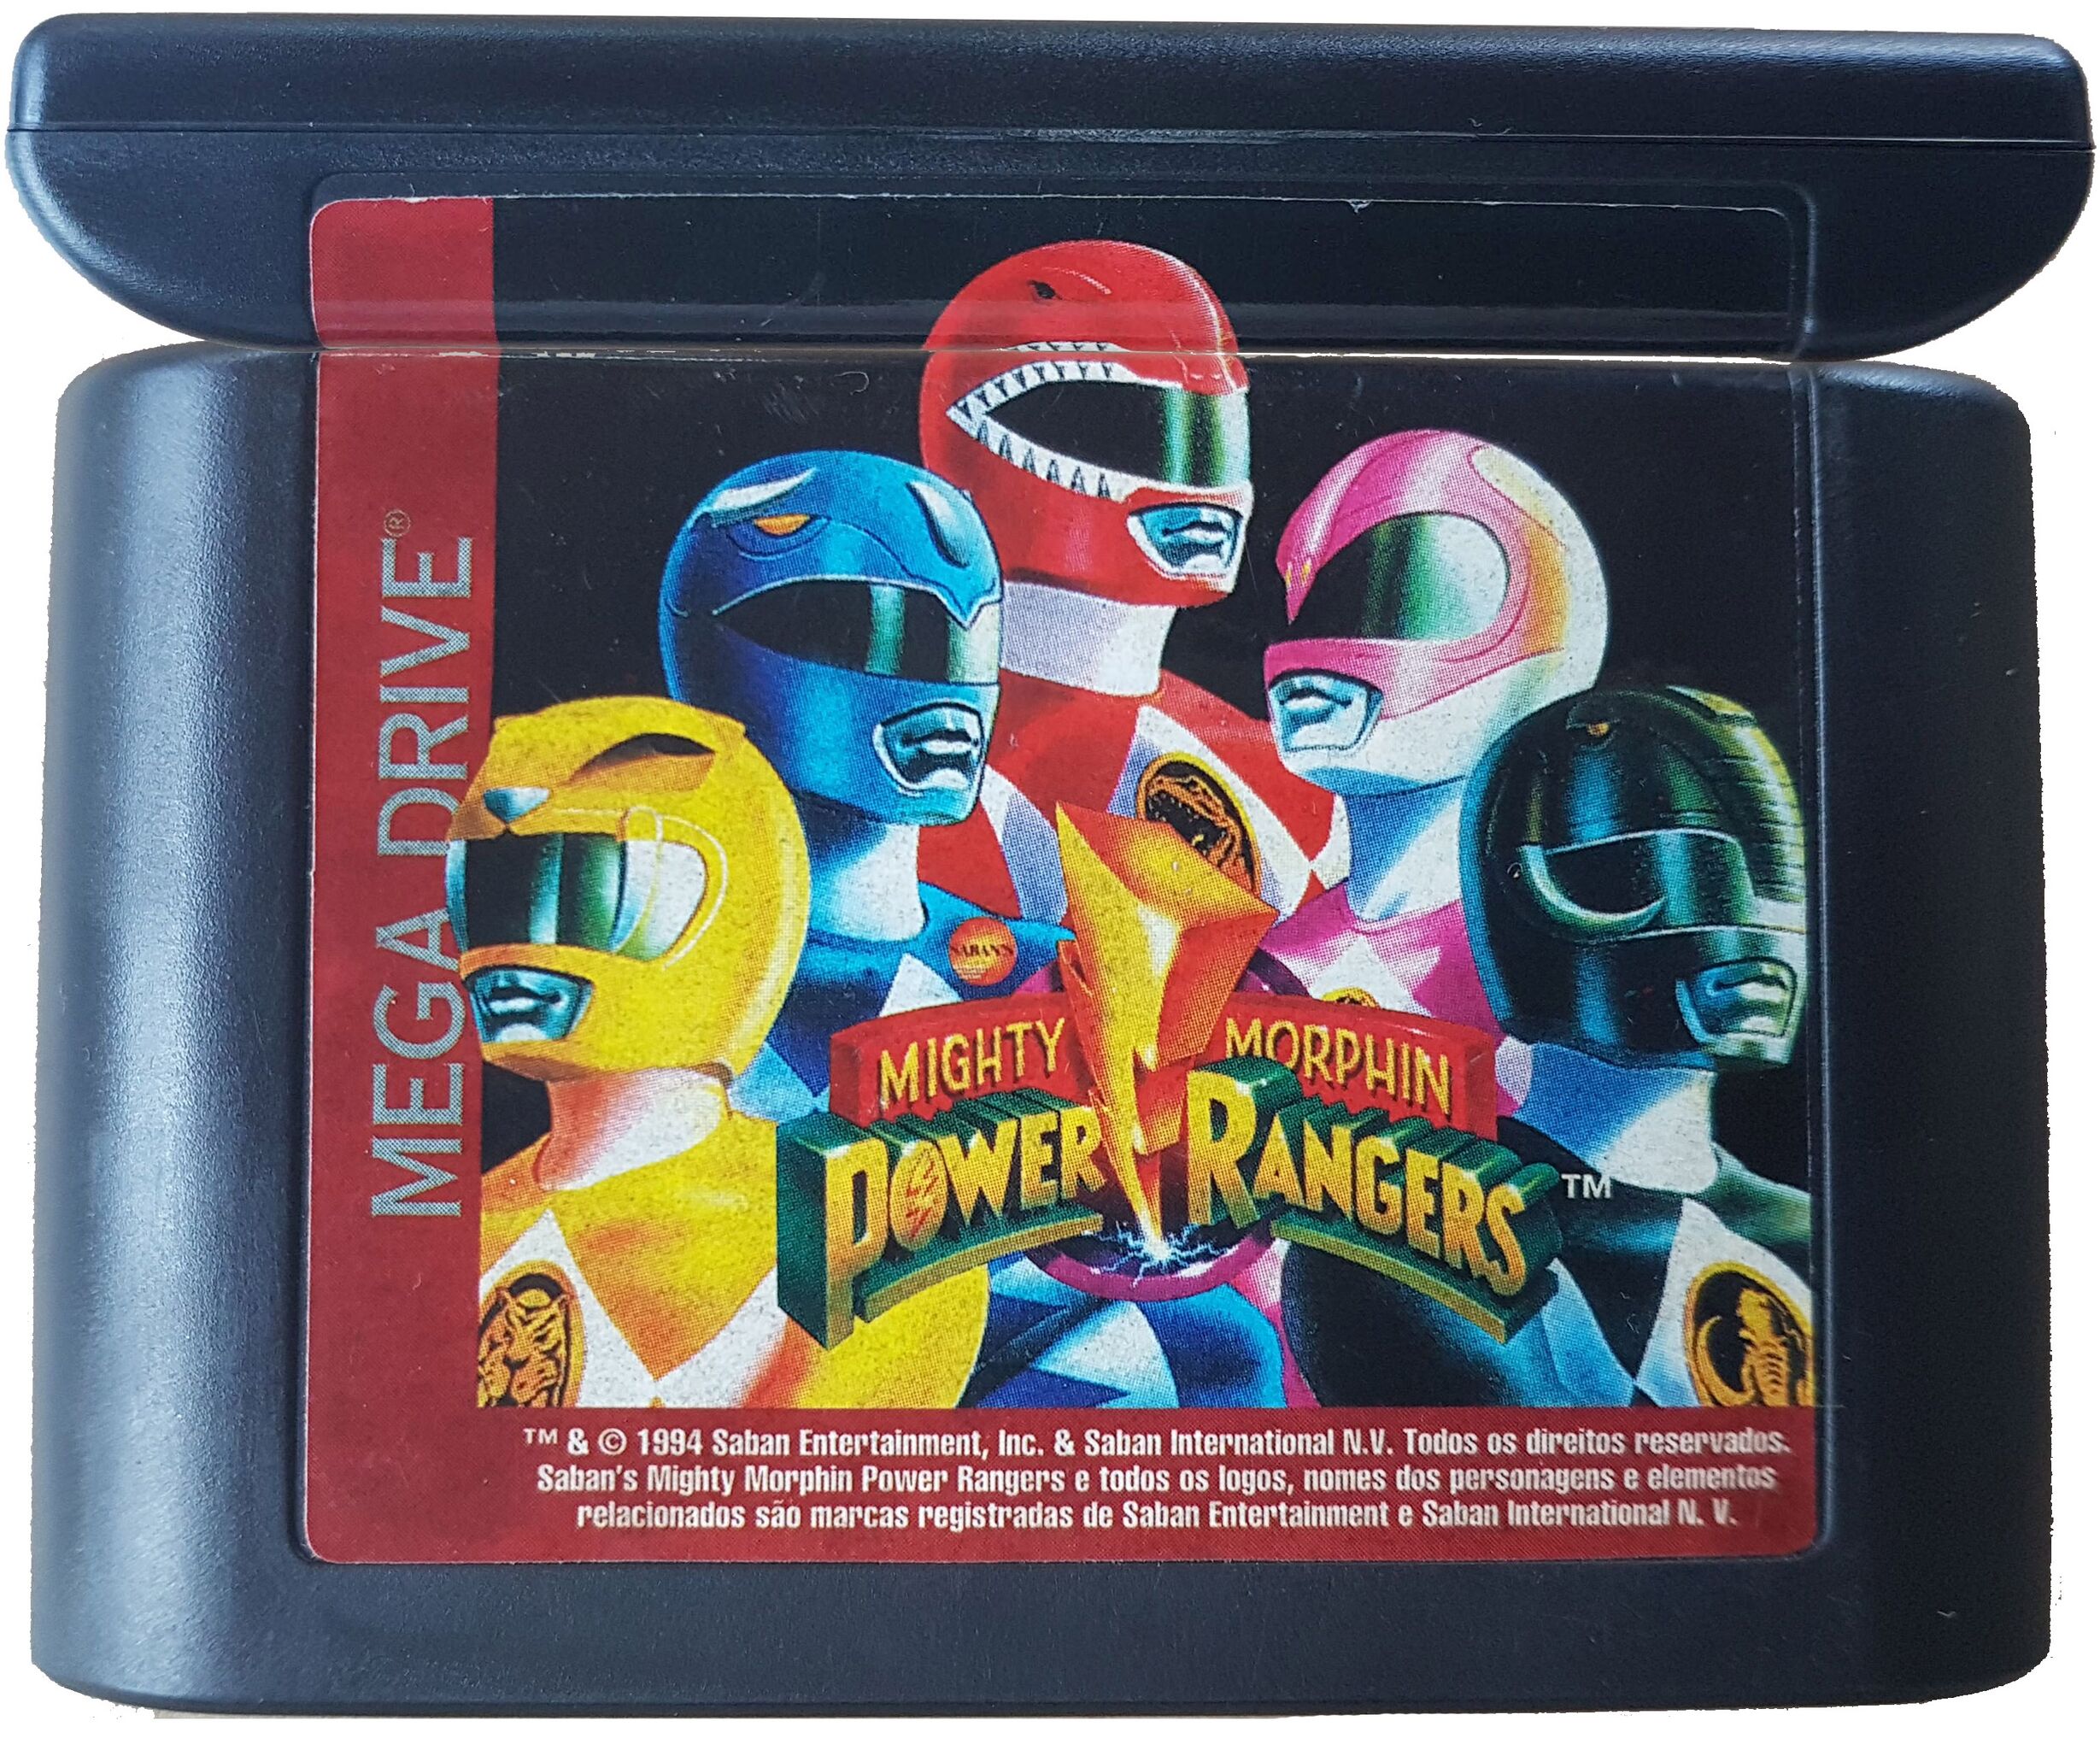 MEGA DRIVE®
SABAN'S
MIGHTY MORPHIN
POWER RANGERS™
™ & © 1994 Saban Entertainment, Inc. & Saban International N.V. Todos os direitos reservados.
Saban's Mighty Morphin Power Rangers e todos os logos, nomes dos personagens e elementos
relacionados são marcas registradas de Saban Entertainment e Saban International N. V.